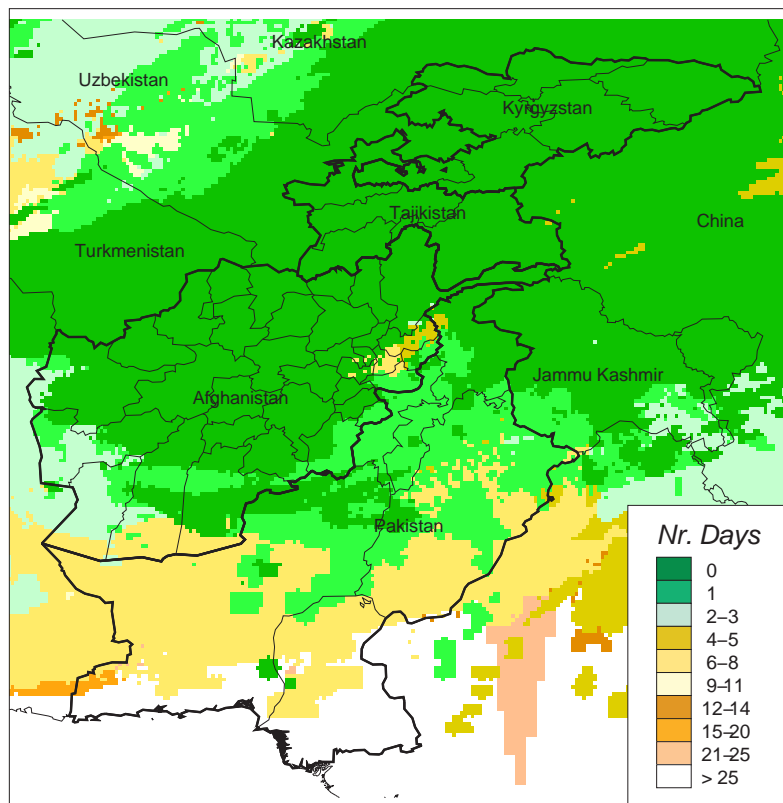 Kazakhstan
Uzbekistan
Kyrgyzstan
Tajikistan
China
Turkmenistan
Jammu Kashmir
Afghanistan
Pakistan
Nr. Days
0
1
2–3
4–5
6–8
9–11
12–14
15–20
21–25
> 25